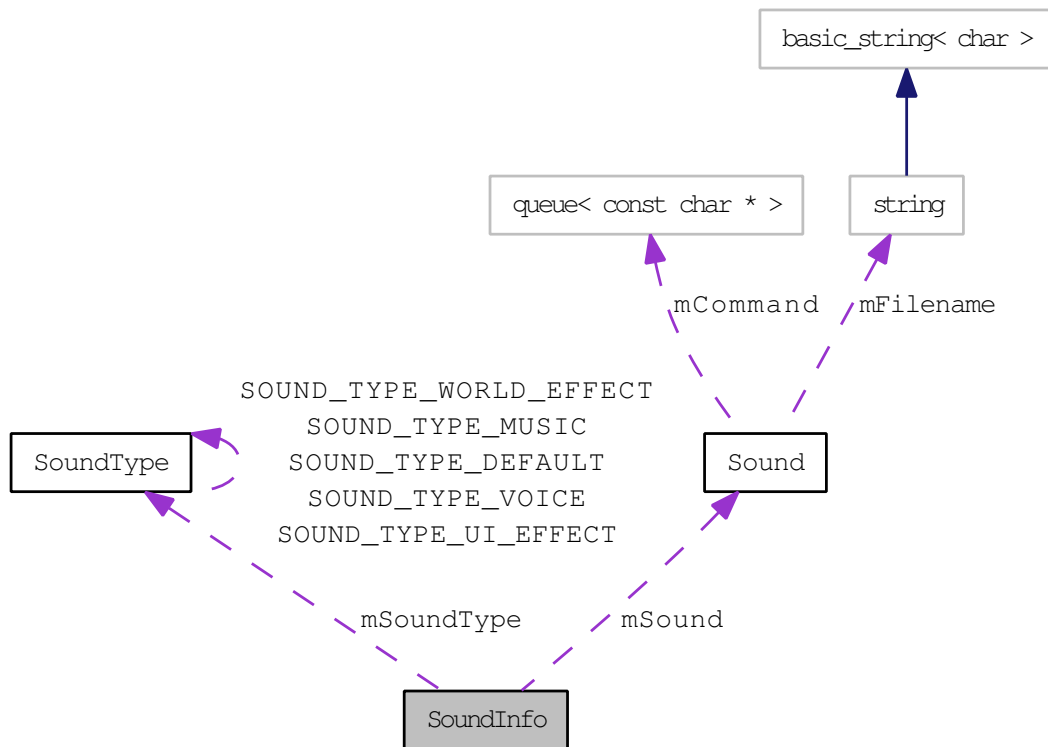 basic_string< char >
queue< const char * >
string
mCommand
mFilename
SOUND_TYPE_WORLD_EFFECT
SOUND_TYPE_MUSIC
SOUND_TYPE_DEFAULT
SOUND_TYPE_VOICE
SOUND_TYPE_UI_EFFECT
SoundType
Sound
mSoundType
mSound
SoundInfo